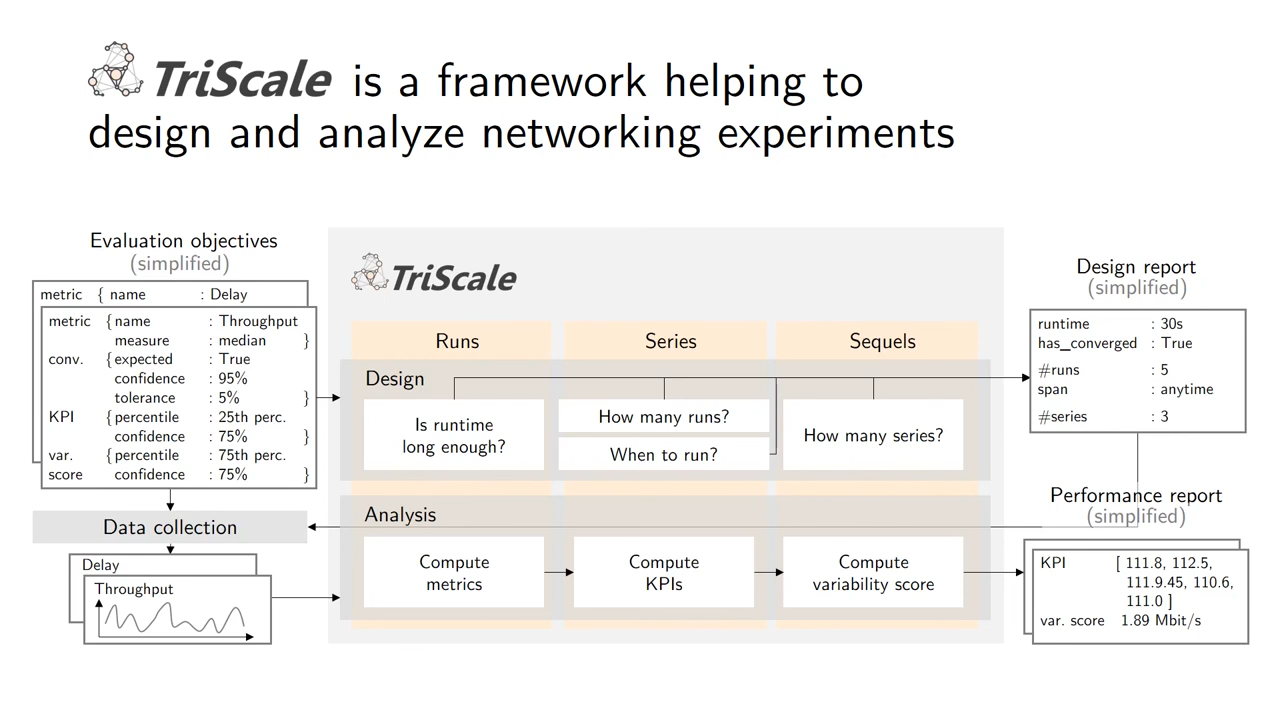 TriScale is a framework helping to
design and analyze networking experiments
Evaluation objectives
(simplified)
metric { name : Delay
metric { name : Throughput
measure : median }
conv. { expected : True
confidence : 95%
tolerance : 5% }
KPI { percentile : 25th perc.
confidence : 75% }
var. { percentile : 75th perc.
score confidence : 75% }
Data collection
Delay
Throughput
TriScale
Runs Series Sequels
Design
Is runtime
long enough?
How many runs?
When to run?
How many series?
Analysis
Compute
metrics
Compute
KPIs
Compute
variability score
Design report
(simplified)
runtime : 30s
has_converged : True
#runs : 5
span : anytime
#series : 3
Performance report
(simplified)
KPI [ 111.8, 112.5,
111.9.45, 110.6,
111.0 ]
var. score 1.89 Mbit/s